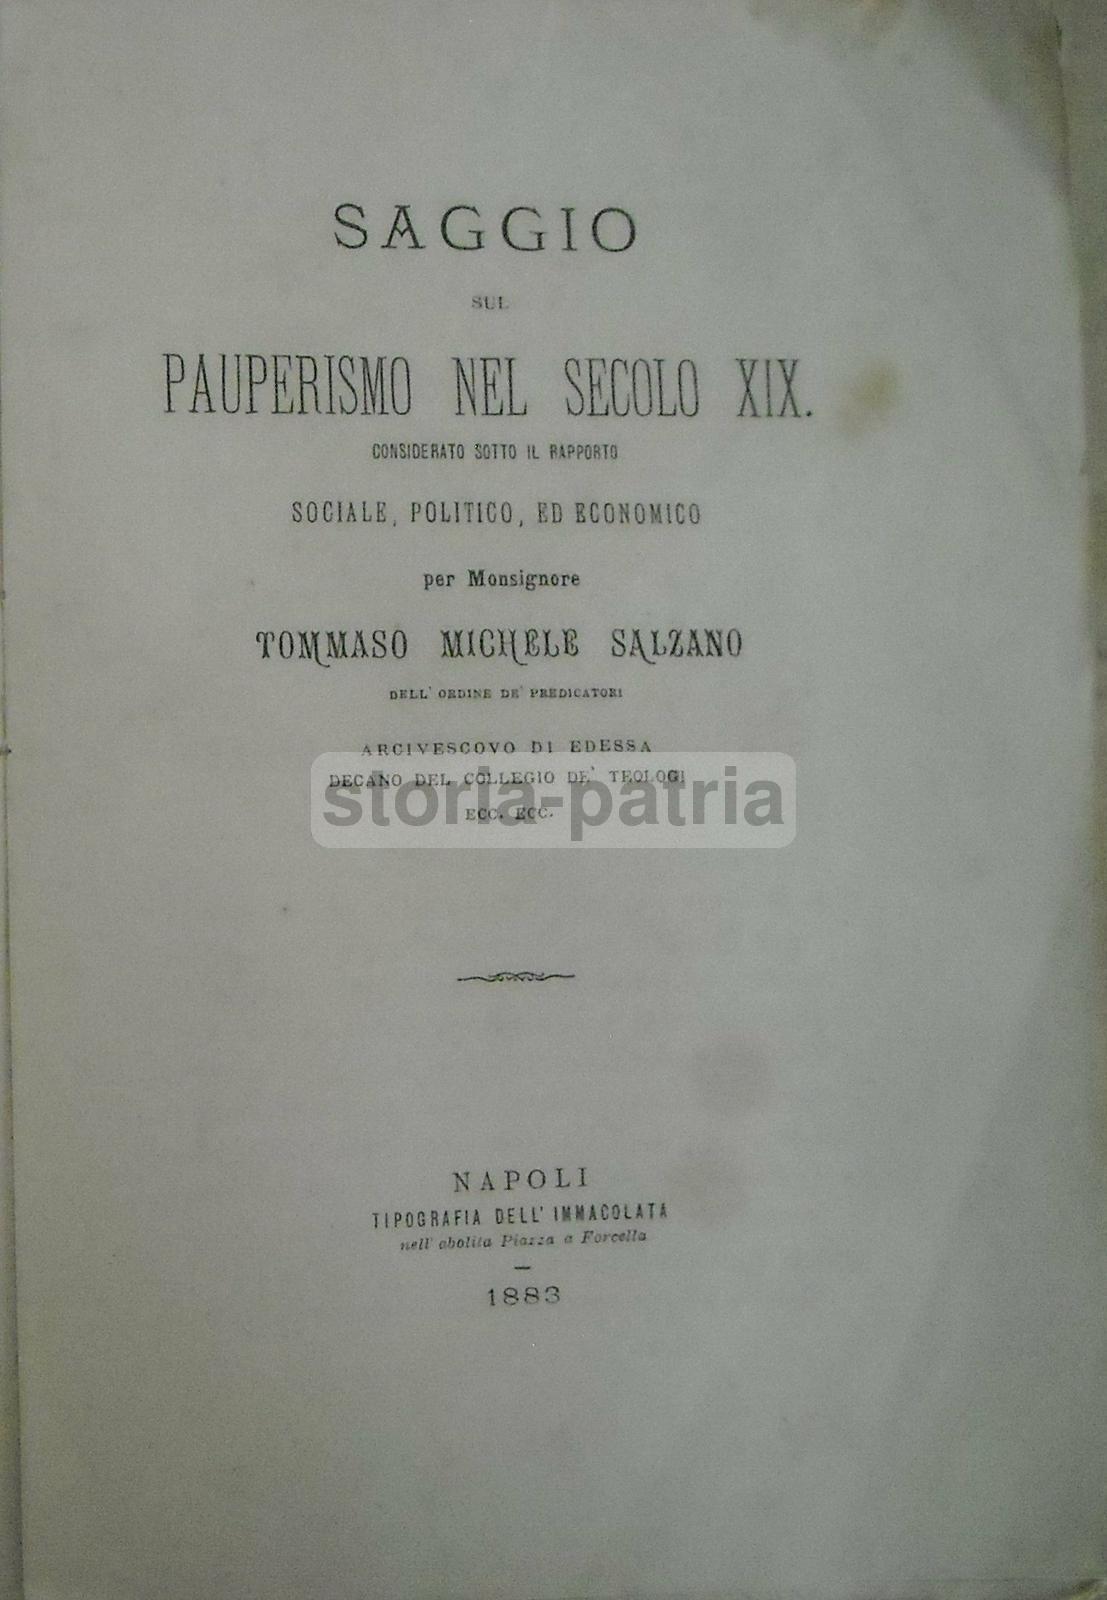 SAGGIO
SUL
PAUPERISMO NEL SECOLO XIX.
CONSIDERATO SOTTO IL RAPPORTO
SOCIALE, POLITICO, ED ECONOMICO
per Monsignore
TOMMASO MICHELE SALZANO
DELL' ORDINE DE' PREDICATORI
ARCIVESCOVO DI EDESSA
DECANO DEL COLLEGIO DE' TEOLOGI
storia-patria
ECC. ECC.
NAPOLI
TIPOGRAFIA DELL' IMMACOLATA
nell' abolita Piazza a Forcella
1883